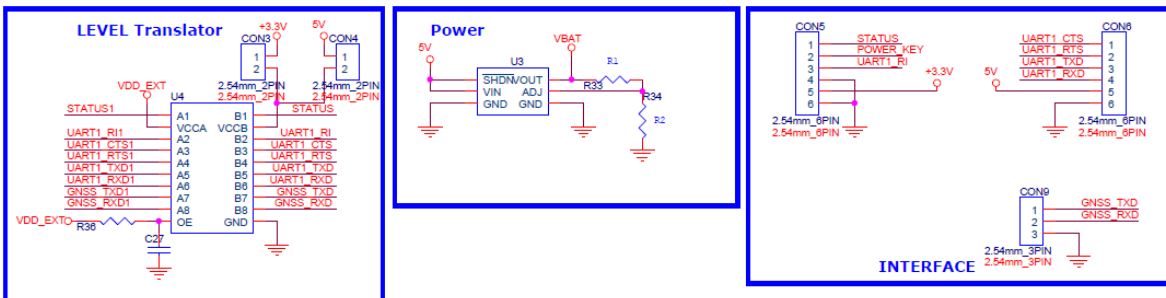 LEVEL Translator
+3.3V
5V
CON3
CON4
1
2
1
2
2.54mm_2PIN
2.54mm_2PIN
2.54mm_2PIN
2.54mm_2PIN
VDD_EXT
U4
STATUS1
A1
B1
STATUS
VCCA
VCCB
UART1_RI1
A2
B2
UART1_RI
UART1_CTS1
A3
B3
UART1_CTS
UART1_RTS1
A4
B4
UART1_RTS
UART1_TXD1
A5
B5
UART1_TXD
UART1_RXD1
A6
B6
UART1_RXD
GNSS_TXD1
A7
B7
GNSS_TXD
GNSS_RXD1
A8
B8
GNSS_RXD
VDD_EXT
OE
GND
R36
C27
Power
5V
VBAT
U3
R1
SHDN
VOUT
R33
VIN
ADJ
R34
GND
GND
R2
CON5
1
2
3
4
5
6
STATUS
POWER_KEY
UART1_RI
+3.3V
2.54mm_6PIN
2.54mm_6PIN
CON6
UART1_CTS
UART1_RTS
UART1_TXD
UART1_RXD
5V
1
2
3
4
5
6
2.54mm_6PIN
2.54mm_6PIN
CON9
1
2
3
GNSS_TXD
GNSS_RXD
2.54mm_3PIN
2.54mm_3PIN
INTERFACE